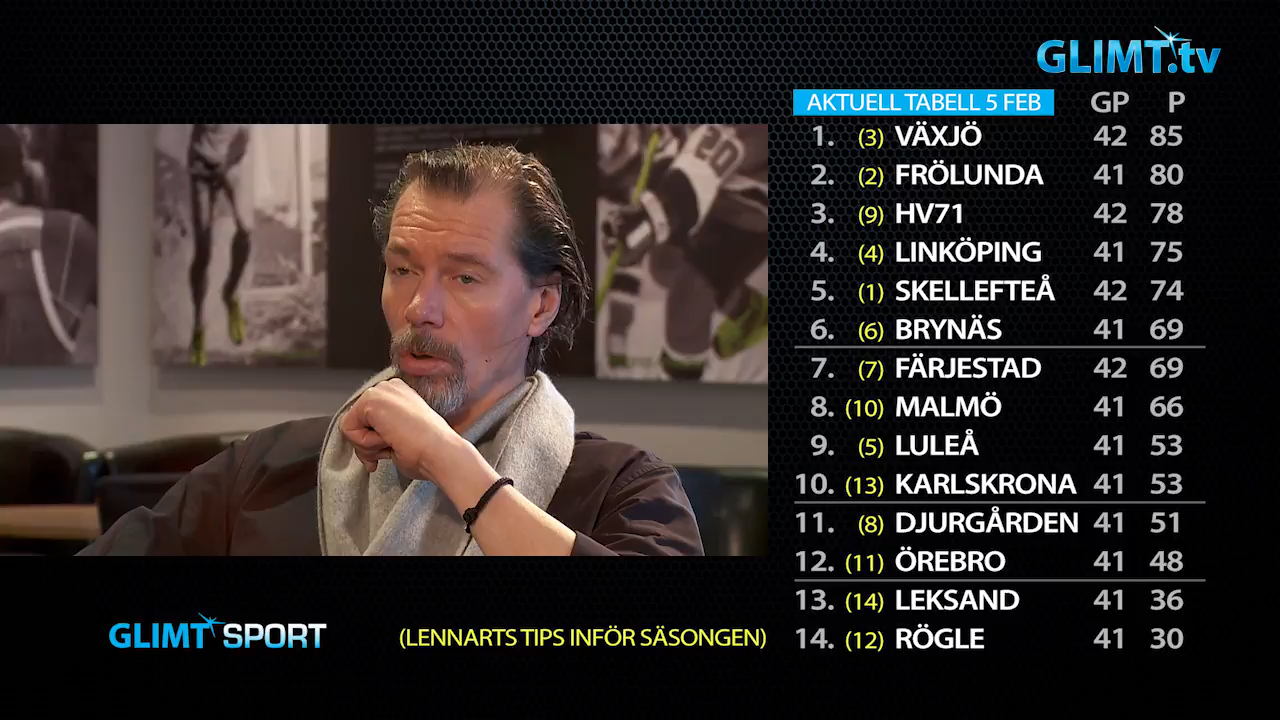 GLIMT.tv
AKTUELL TABELL 5 FEB GP P
1. (3) VÄXJÖ 42 85
2. (2) FRÖLUNDA 41 80
3. (9) HV71 42 78
4. (4) LINKÖPING 41 75
5. (1) SKELLEFTEÅ 42 74
6. (6) BRYNÄS 41 69
7. (7) FÄRJESTAD 42 69
8. (10) MALMÖ 41 66
9. (5) LULEÅ 41 53
10. (13) KARLSKRONA 41 53
11. (8) DJURGÅRDEN 41 51
12. (11) ÖREBRO 41 48
13. (14) LEKSAND 41 36
14. (12) RÖGLE 41 30
GLIMT SPORT
(LENNARTS TIPS INFÖR SÄSONGEN)
20